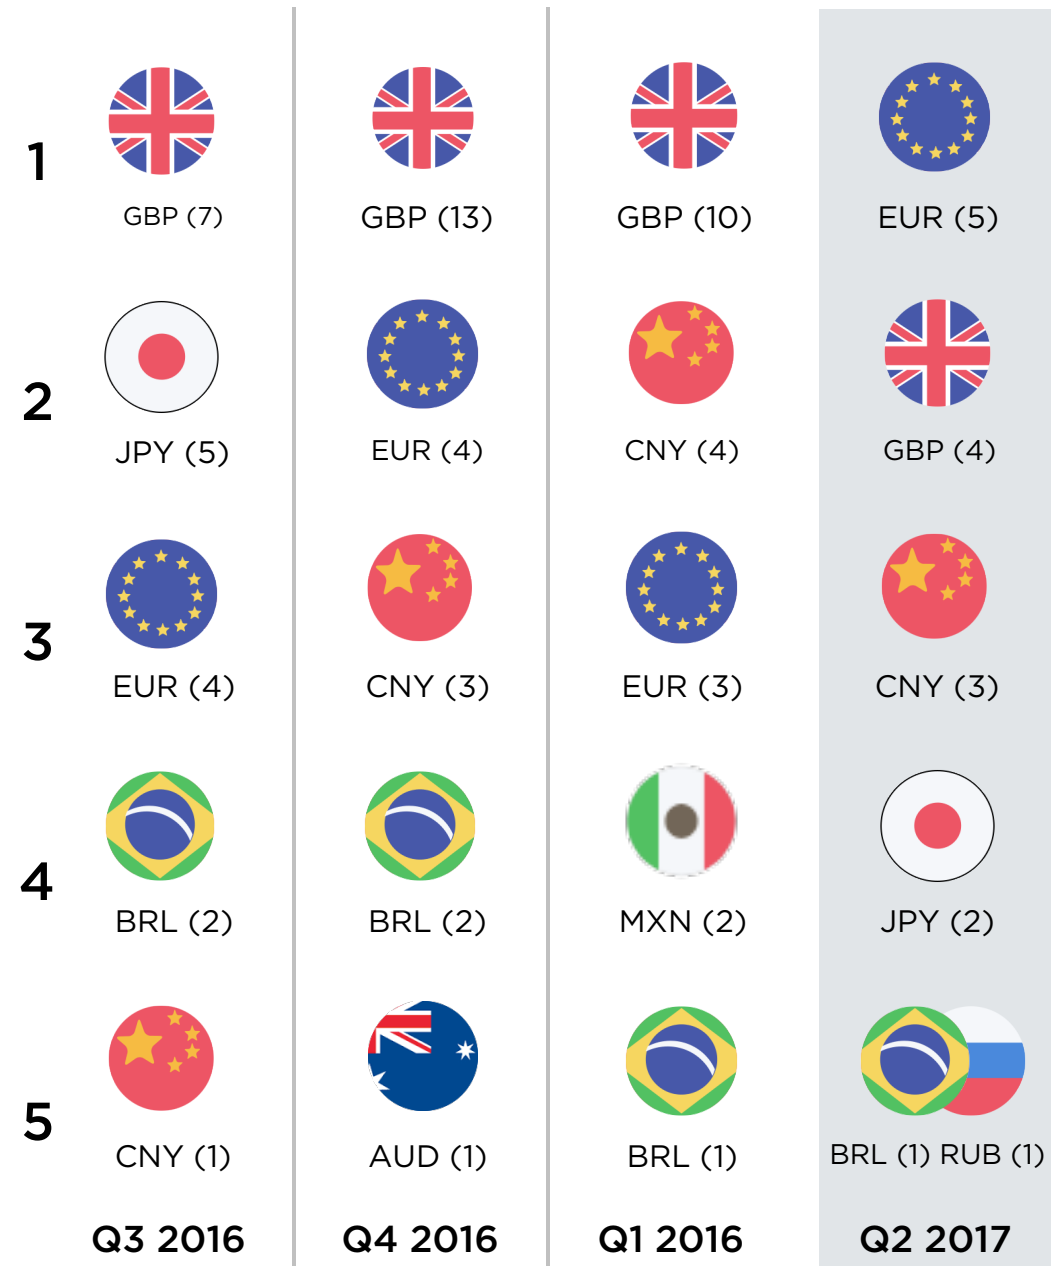 1
GBP (7)
GBP (13)
GBP (10)
EUR (5)
2
JPY (5)
EUR (4)
CNY (4)
GBP (4)
3
EUR (4)
CNY (3)
EUR (3)
CNY (3)
4
BRL (2)
BRL (2)
MXN (2)
JPY (2)
5
CNY (1)
AUD (1)
BRL (1)
BRL (1) RUB (1)
Q3 2016
Q4 2016
Q1 2016
Q2 2017